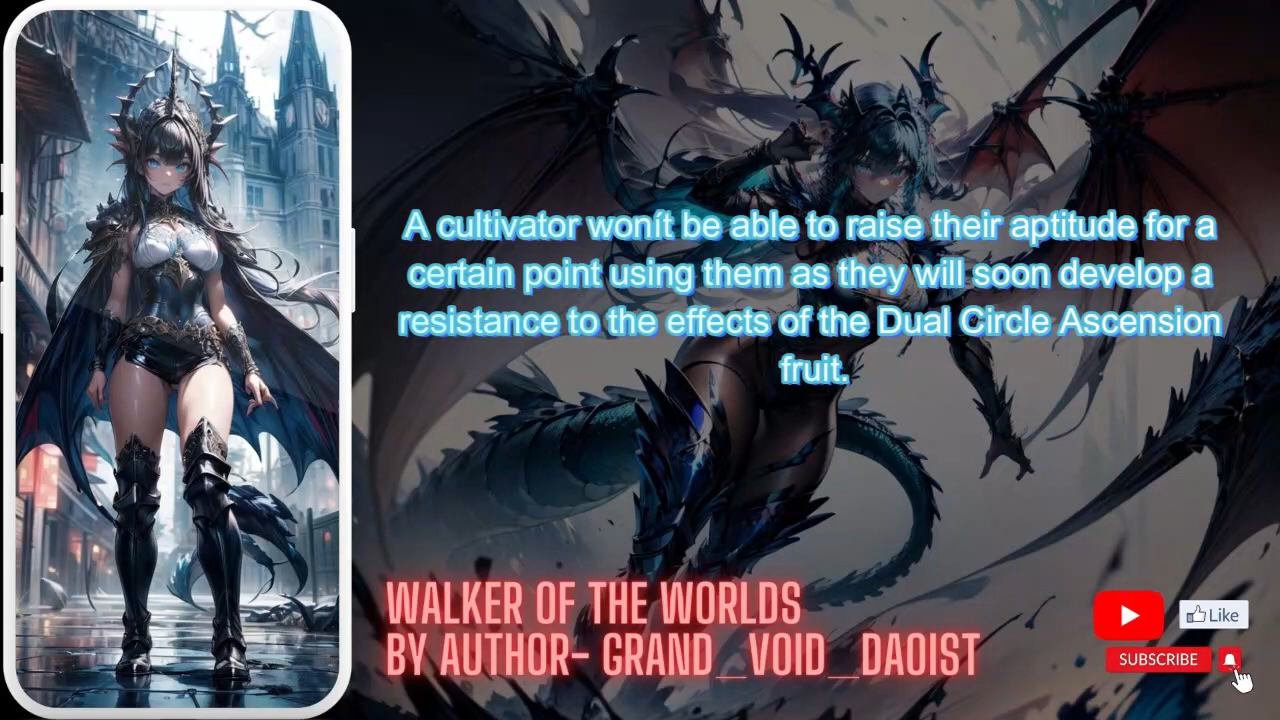 A cultivator wonít be able to raise their aptitude for a
certain point using them as they will soon develop a
resistance to the effects of the Dual Circle Ascension
fruit.
WALKER OF THE WORLDS
BY AUTHOR- GRAND_VOID_DAOIST
Like
SUBSCRIBE